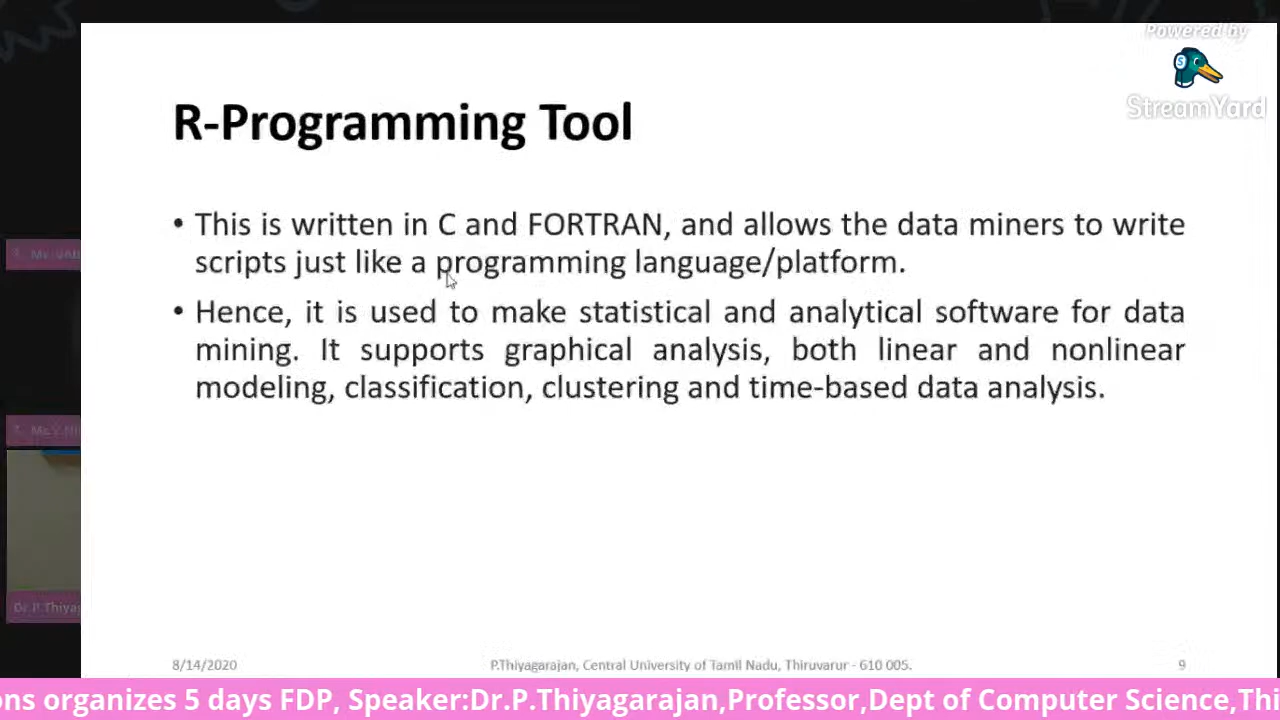 Powered by
StreamYard
R-Programming Tool
• This is written in C and FORTRAN, and allows the data miners to write
scripts just like a programming language/platform.
• Hence, it is used to make statistical and analytical software for data
mining. It supports graphical analysis, both linear and nonlinear
modeling, classification, clustering and time-based data analysis.
Dr.P.Thiyag
8/14/2020
P.Thiyagarajan, Central University of Tamil Nadu, Thiruvarur - 610 005.
9
ons organizes 5 days FDP, Speaker:Dr.P.Thiyagarajan,Professor,Dept of Computer Science,Thi